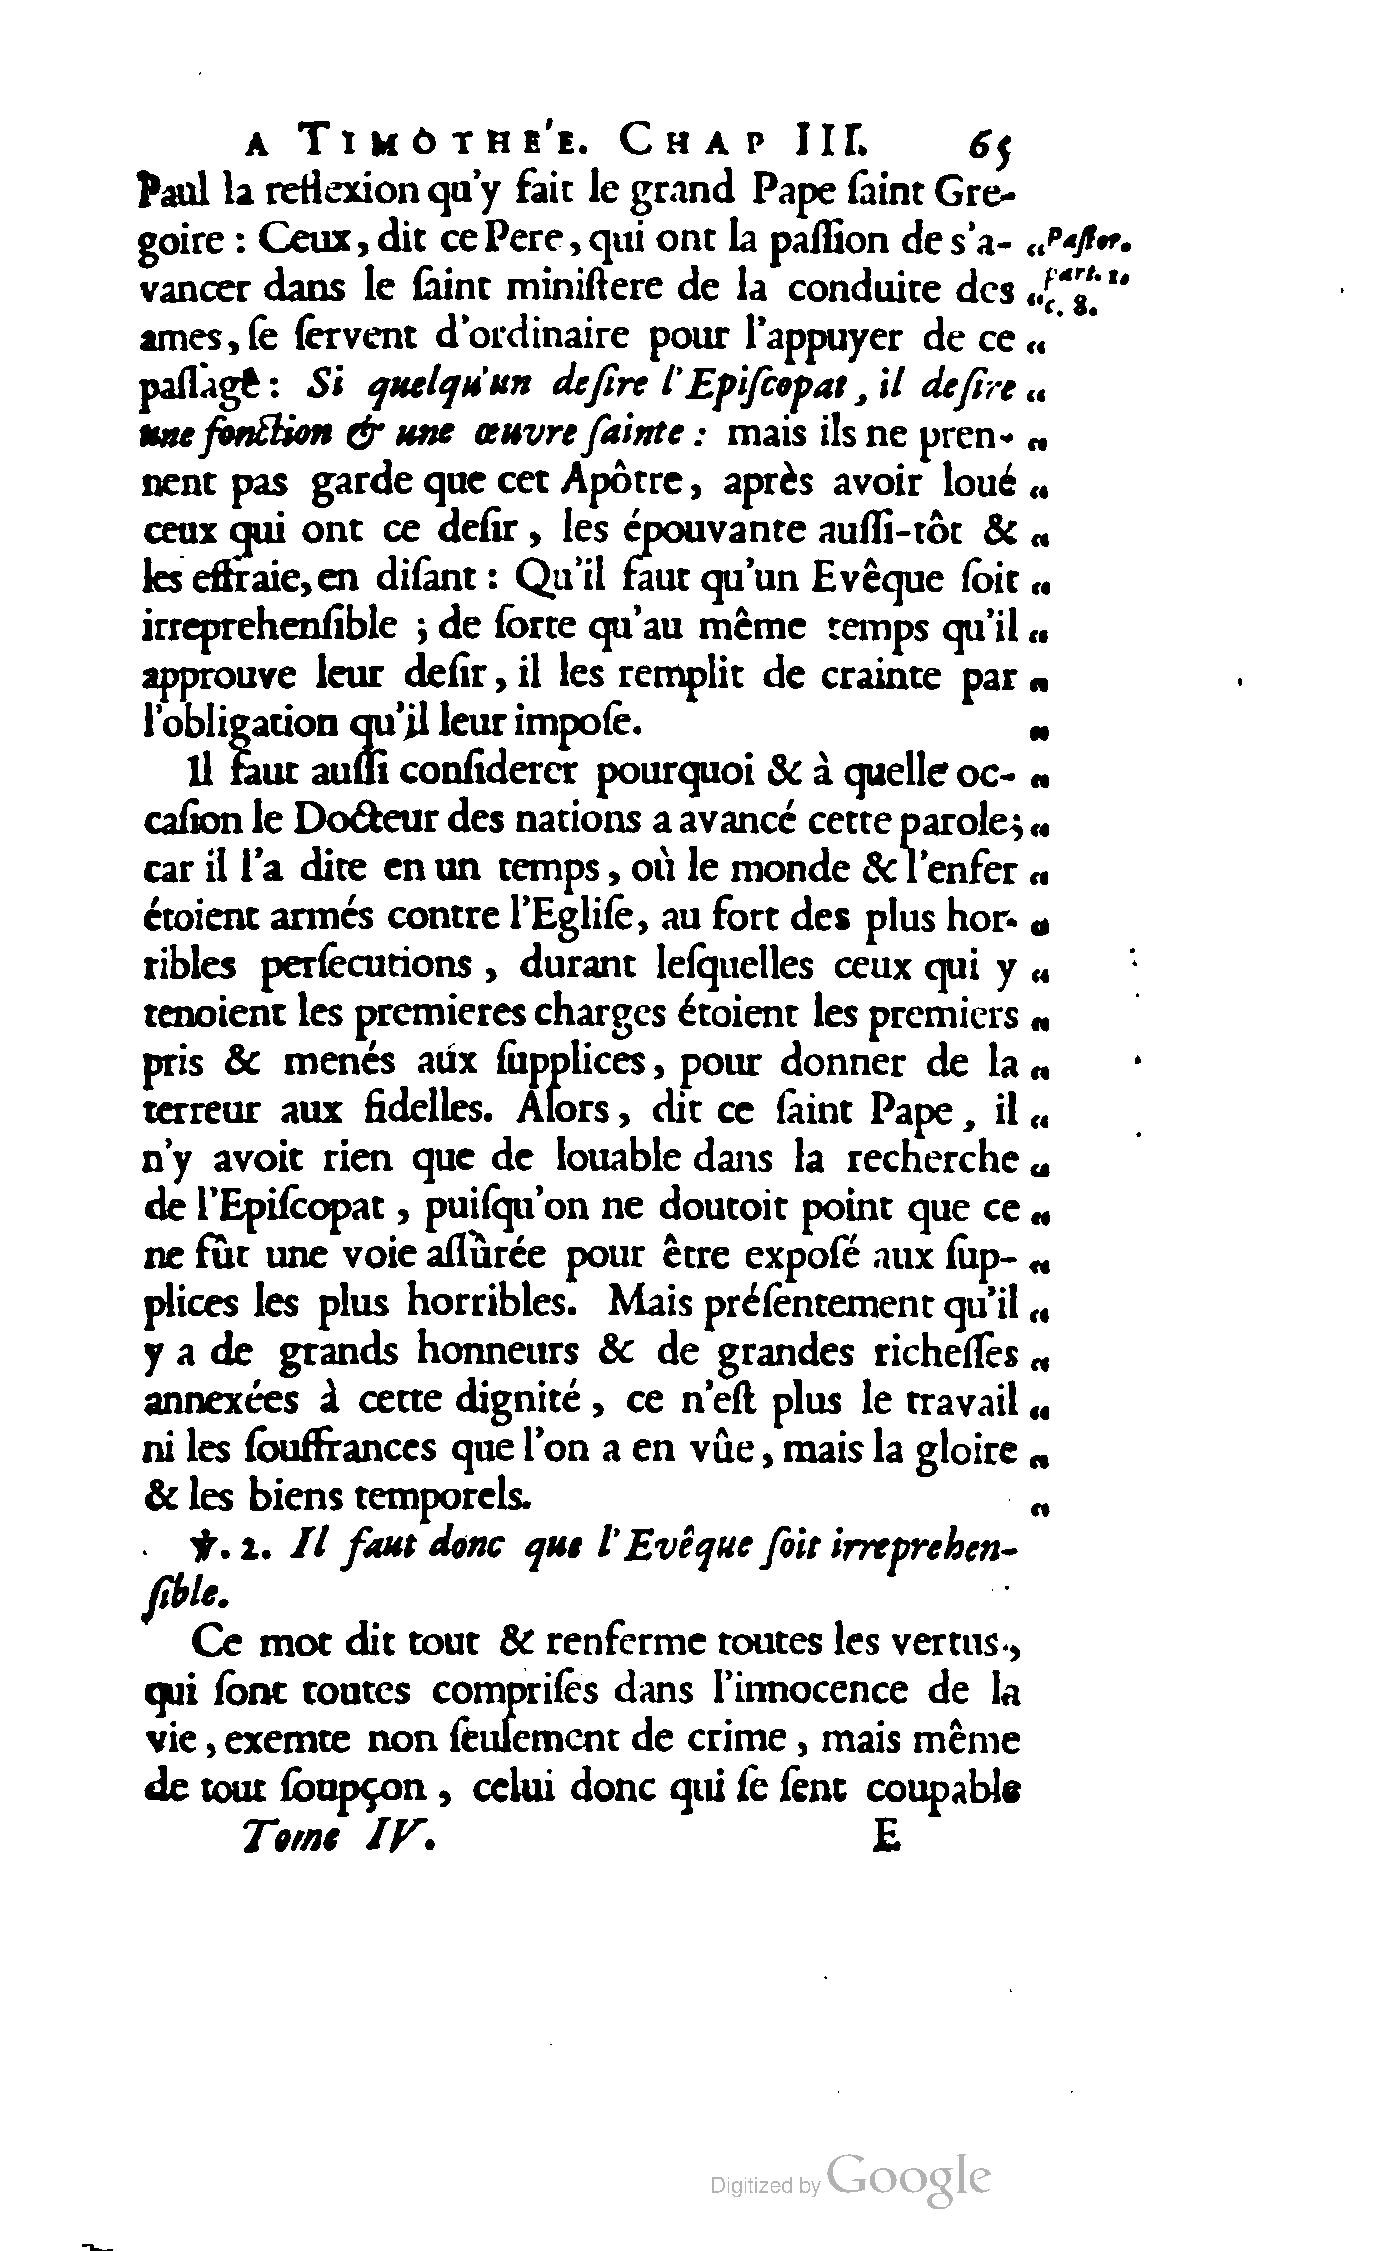 A TIMOTHE'E. CHAP III. 65
Paul la reflexion qu'y fait le grand Pape ſaint Gre-
goire : Ceux, dit ce Pere, qui ont la paſſion de s'a- “ Paſtor.
vancer dans le ſaint miniſtere de la conduite des “ part. 1.
ames, ſe ſervent d'ordinaire pour l'appuyer de ce “ c. 8.
paſſage : Si quelqu'un deſire l'Epiſcopat, il deſire “
une fonction & une œuvre ſainte : mais ils ne pren- “
nent pas garde que cet Apôtre, après avoir loué “
ceux qui ont ce deſir, les épouvante auſſi-tôt & “
les effraie, en diſant : Qu'il faut qu'un Evêque ſoit “
irreprehenſible ; de ſorte qu'au même temps qu'il “
approuve leur deſir, il les remplit de crainte par “
l'obligation qu'il leur impoſe. “
Il faut auſſi conſiderer pourquoi & à quelle oc- “
caſion le Docteur des nations a avancé cette parole ; “
car il l'a dite en un temps, où le monde & l'enfer “
étoient armés contre l'Egliſe, au fort des plus hor- “
ribles perſecutions, durant leſquelles ceux qui y “
tenoient les premieres charges étoient les premiers “
pris & menés aux ſupplices, pour donner de la “
terreur aux fidelles. Alors, dit ce ſaint Pape, il “
n'y avoit rien que de louable dans la recherche “
de l'Epiſcopat, puiſqu'on ne doutoit point que ce “
ne fût une voie aſſûrée pour être expoſé aux ſup- “
plices les plus horribles. Mais préſentement qu'il “
y a de grands honneurs & de grandes richeſſes “
annexées à cette dignité, ce n'eſt plus le travail “
ni les ſouffrances que l'on a en vûe, mais la gloire “
& les biens temporels. “
℣. 2. Il faut donc que l'Evêque ſoit irreprehen-
ſible.
Ce mot dit tout & renferme toutes les vertus,
qui ſont toutes compriſes dans l'innocence de la
vie, exemte non ſeulement de crime, mais même
de tout ſoupçon, celui donc qui ſe ſent coupable
Tome IV. E
Digitized by Google